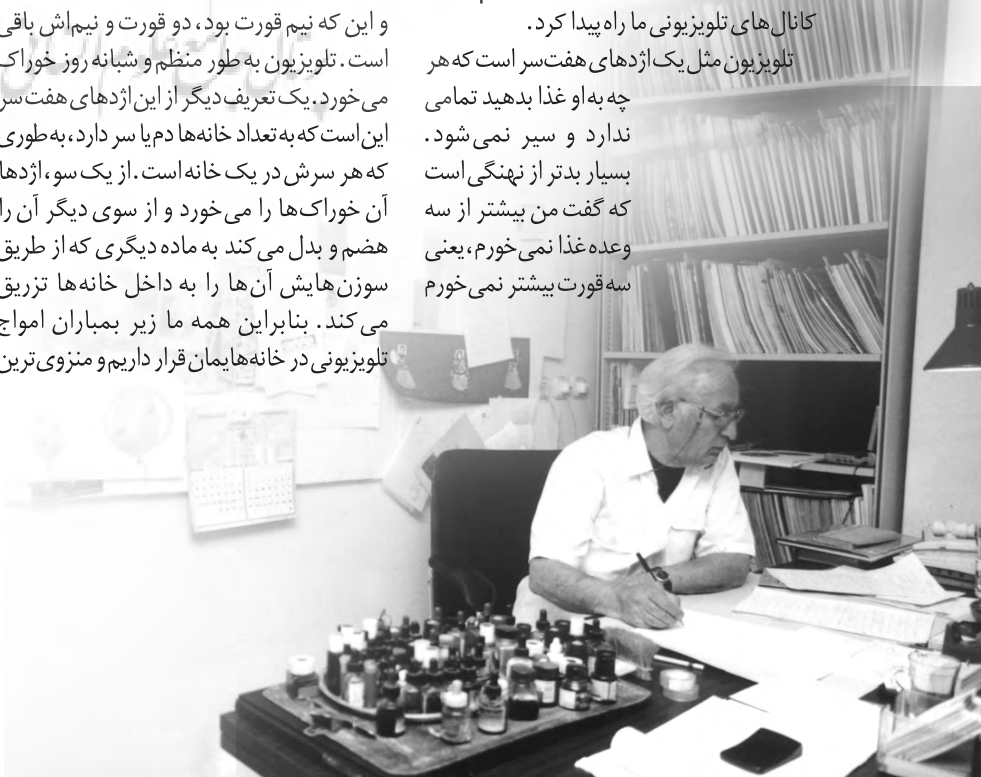 کانال‌های تلویزیونی ما راه پیدا کرد.
تلویزیون مثل یک اژدهای هفت‌سر است که هر
چه به او غذا بدهید تمامی
ندارد و سیر نمی‌شود.
بسیار بدتر از نهنگی است
که گفت من بیشتر از سه
وعده غذا نمی‌خورم، یعنی
سه قورت بیشتر نمی‌خورم
و این که نیم قورت بود، دو قورت و نیم‌اش باقی
است. تلویزیون به طور منظم و شبانه روز خوراک
می‌خورد. یک تعریف دیگر از این اژدهای هفت‌سر
این است که به تعداد خانه‌ها دم یا سر دارد، به‌طوری
که هر سرش در یک خانه است. از یک سو، اژدها
آن خوراک‌ها را می‌خورد و از سوی دیگر آن را
هضم و بدل می‌کند به ماده دیگری که از طریق
سوزن‌هایش آن‌ها را به داخل خانه‌ها تزریق
می‌کند. بنابراین همه ما زیر بمباران امواج
تلویزیونی در خانه‌هایمان قرار داریم و منزوی‌ترین